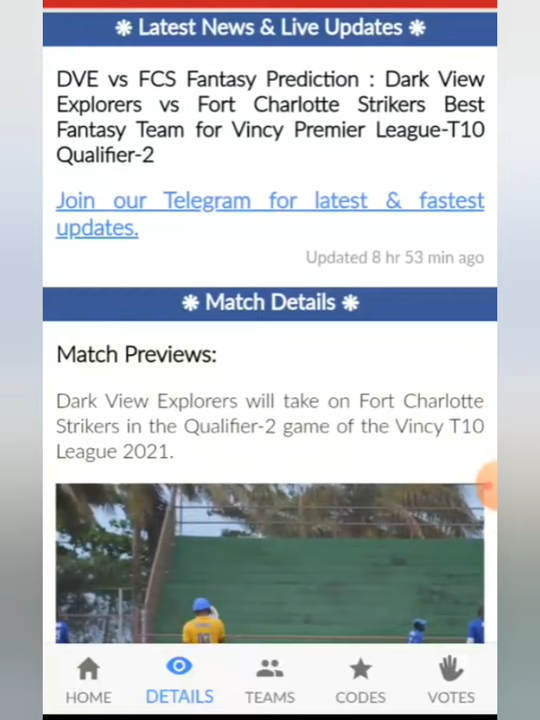 ❋ Latest News & Live Updates ❋
DVE vs FCS Fantasy Prediction : Dark View
Explorers vs Fort Charlotte Strikers Best
Fantasy Team for Vincy Premier League-T10
Qualifier-2
Join our Telegram for latest & fastest
updates.
Updated 8 hr 53 min ago
❋ Match Details ❋
Match Previews:
Dark View Explorers will take on Fort Charlotte
Strikers in the Qualifier-2 game of the Vincy T10
League 2021.
HOME DETAILS TEAMS CODES VOTES